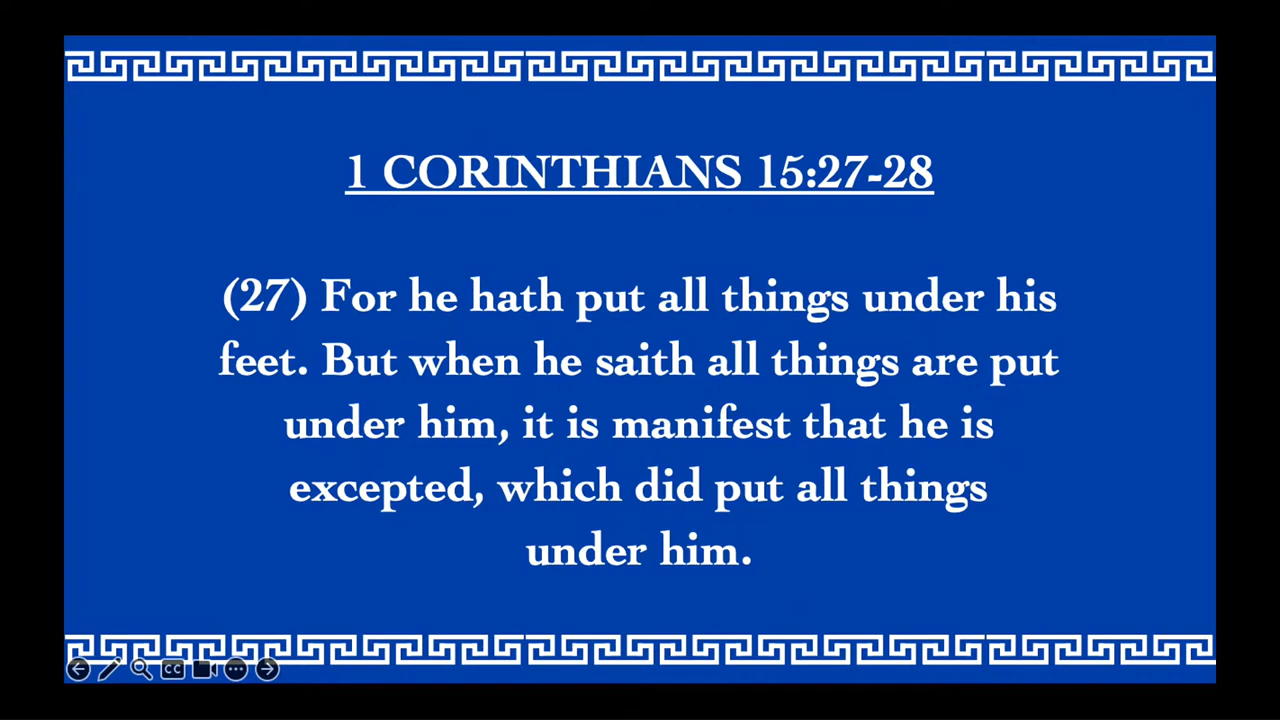 1 CORINTHIANS 15:27-28
(27) For he hath put all things under his
feet. But when he saith all things are put
under him, it is manifest that he is
excepted, which did put all things
under him.
CC